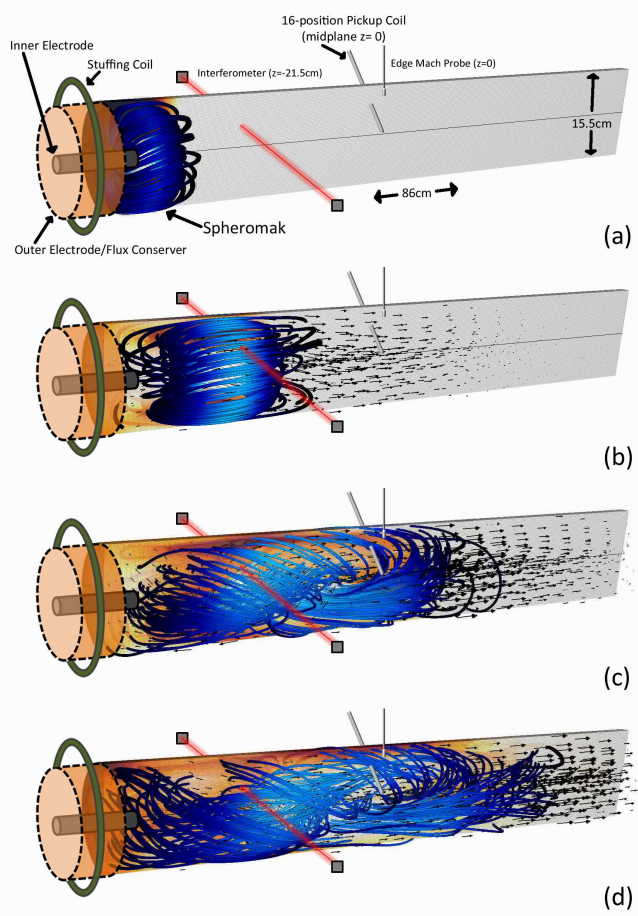 16-position Pickup Coil
(midplane z= 0)
Inner Electrode
Stuffing Coil
Interferometer (z=-21.5cm)
Edge Mach Probe (z=0)
15.5cm
86cm
Spheromak
Outer Electrode/Flux Conserver
(a)
(b)
(c)
(d)